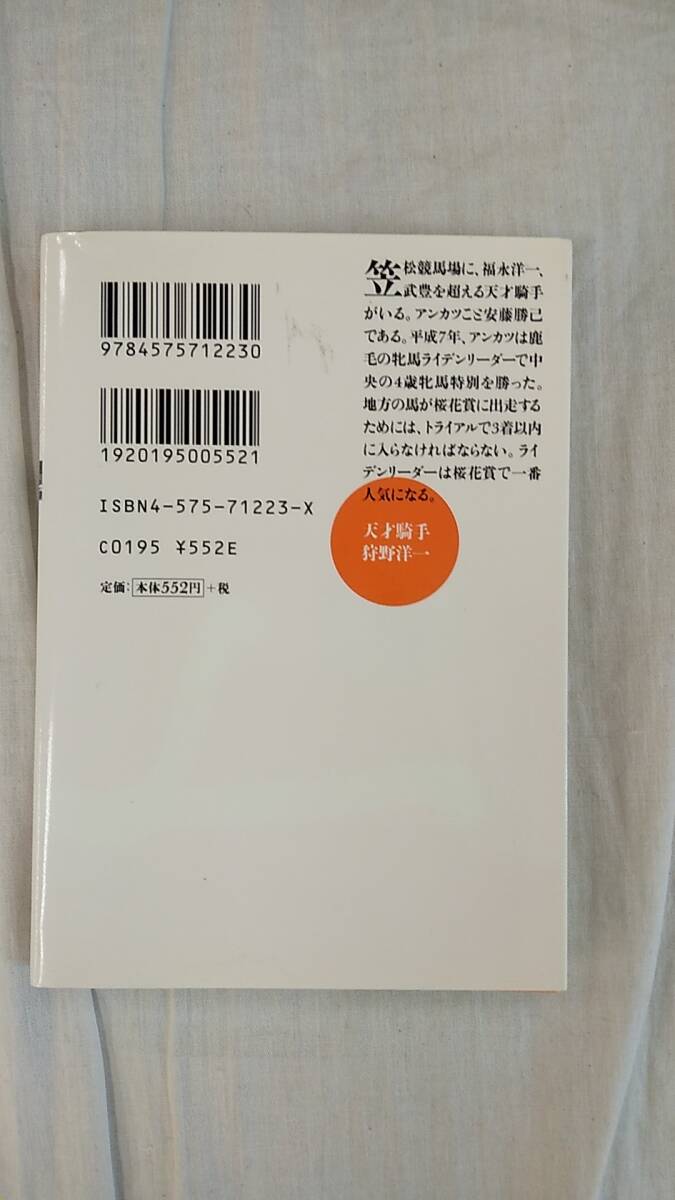 9784575712230
1920195005521
ISBN4-575-71223-X
C0195 ¥552E
定価:本体552円+税
笠松競馬場に、福永洋一、
武豊を超える天才騎手
がいる。アンカツこと安藤勝己
である。平成7年、アンカツは鹿
毛の牝馬ライデンリーダーで中
央の4歳牝馬特別を勝った。
地方の馬が桜花賞に出走する
ためには、トライアルで3着以内
に入らなければならない。ライ
デンリーダーは桜花賞で一番
人気になる。
天才騎手
狩野洋一